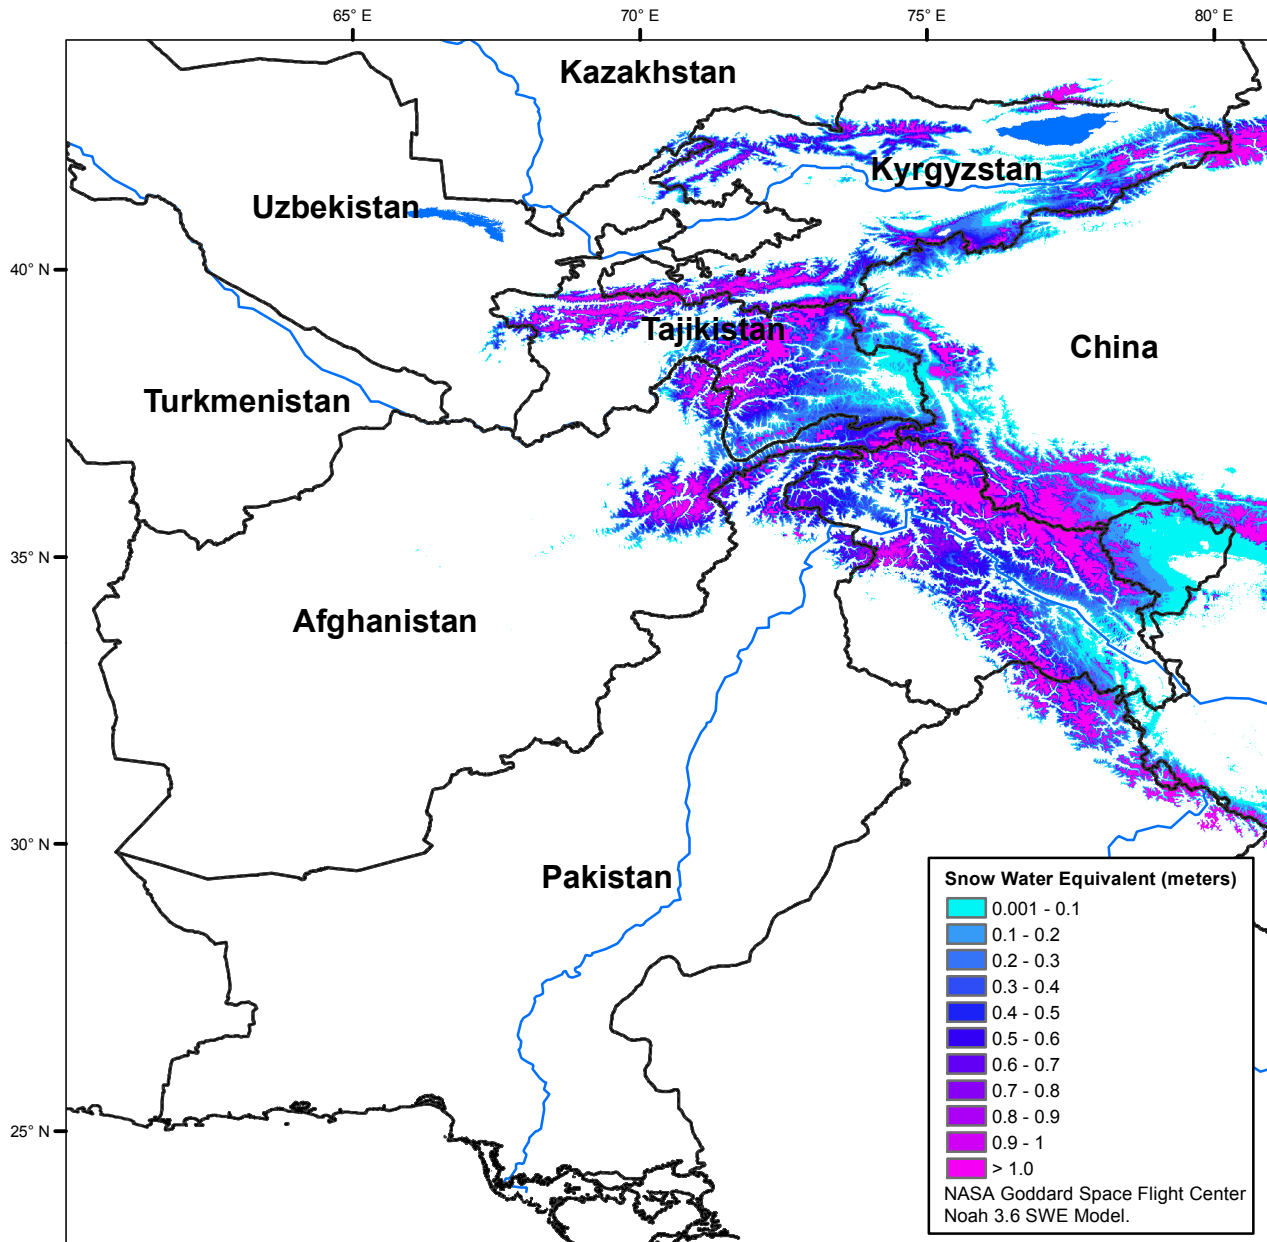 65° E
70° E
75° E
80° E
Kazakhstan
Kyrgyzstan
Uzbekistan
40° N
Tajikistan
China
Turkmenistan
35° N
Afghanistan
30° N
Pakistan
25° N
Snow Water Equivalent (meters)
0.001 - 0.1
0.1 - 0.2
0.2 - 0.3
0.3 - 0.4
0.4 - 0.5
0.5 - 0.6
0.6 - 0.7
0.7 - 0.8
0.8 - 0.9
0.9 - 1
> 1.0
NASA Goddard Space Flight Center
Noah 3.6 SWE Model.